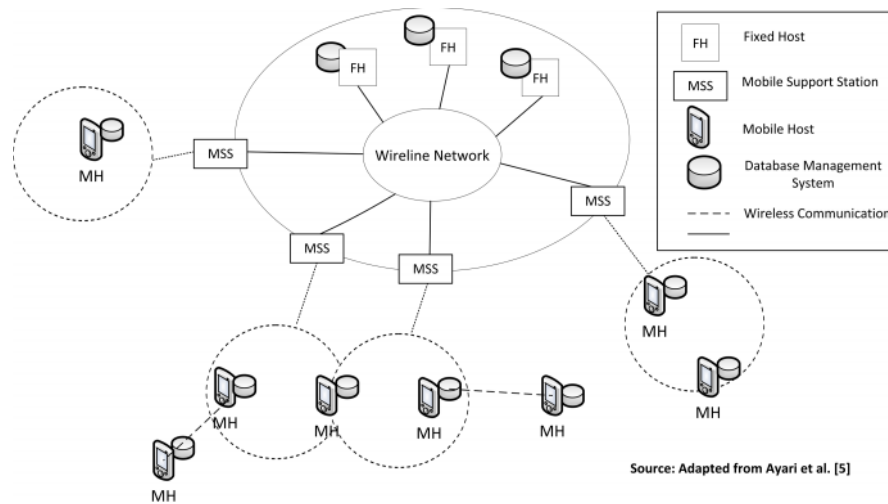 FH
FH
FH
Wireline Network
MSS
MSS
MSS
MSS
MH
MH
MH
MH
MH
MH
MH
MH
FH
Fixed Host
MSS
Mobile Support Station
Mobile Host
Database Management
System
Wireless Communication
Source: Adapted from Ayari et al. [5]